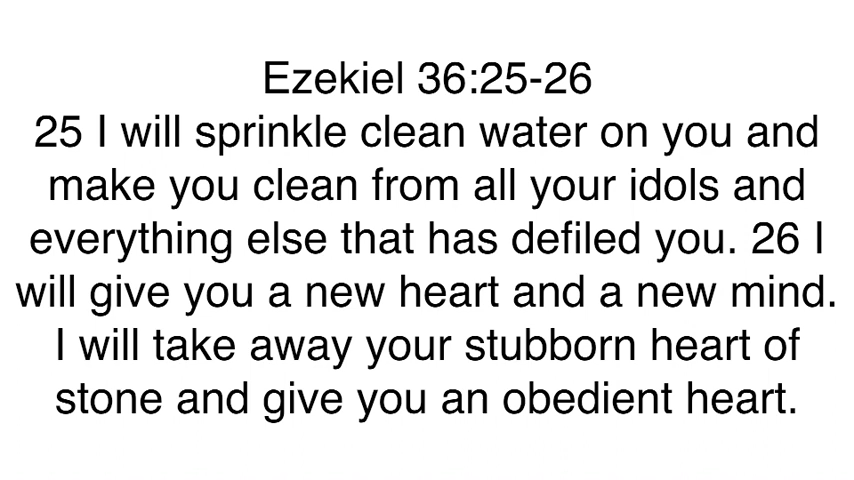 Ezekiel 36:25-26
25 I will sprinkle clean water on you and
make you clean from all your idols and
everything else that has defiled you. 26 I
will give you a new heart and a new mind.
I will take away your stubborn heart of
stone and give you an obedient heart.